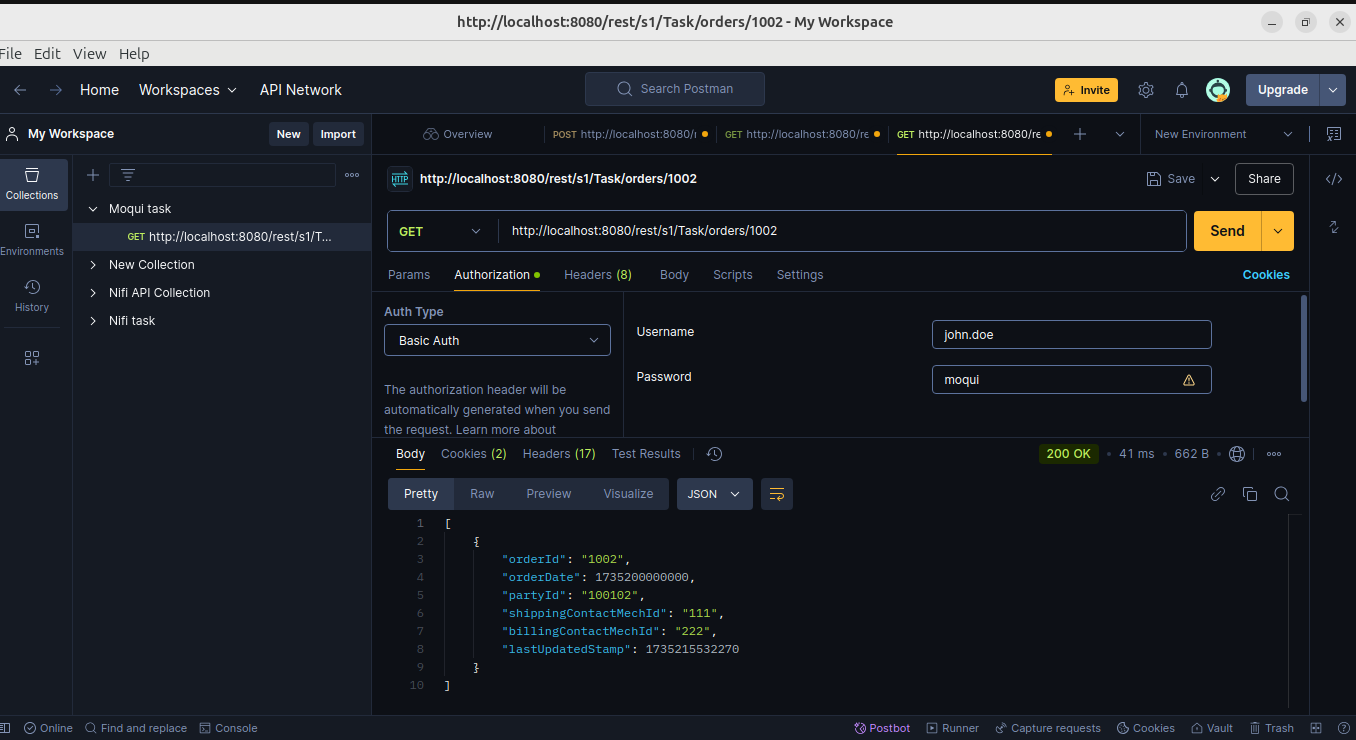 http://localhost:8080/rest/s1/Task/orders/1002 - My Workspace
File Edit View Help
Home Workspaces API Network Search Postman Invite Upgrade
My Workspace New Import Overview POST http://localhost:8080/r GET http://localhost:8080/re GET http://localhost:8080/re New Environment
Collections
Environments
History
Moqui task
GET http://localhost:8080/rest/s1/T...
New Collection
Nifi API Collection
Nifi task
HTTP http://localhost:8080/rest/s1/Task/orders/1002 Save Share
GET http://localhost:8080/rest/s1/Task/orders/1002 Send
Params Authorization Headers (8) Body Scripts Settings Cookies
Auth Type
Basic Auth
The authorization header will be
automatically generated when you send
the request. Learn more about
Username john.doe
Password moqui
Body Cookies (2) Headers (17) Test Results 200 OK • 41 ms • 662 B •
Pretty Raw Preview Visualize JSON
1 [
2 {
3 "orderId": "1002",
4 "orderDate": 1735200000000,
5 "partyId": "100102",
6 "shippingContactMechId": "111",
7 "billingContactMechId": "222",
8 "lastUpdatedStamp": 1735215532270
9 }
10 ]
Online Find and replace Console Postbot Runner Capture requests Cookies Vault Trash